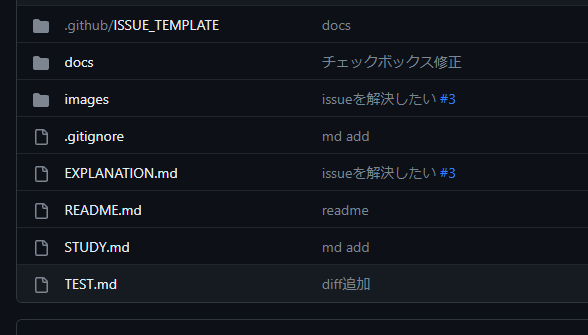 .github/ISSUE_TEMPLATE docs
docs チェックボックス修正
images issueを解決したい #3
.gitignore md add
EXPLANATION.md issueを解決したい #3
README.md readme
STUDY.md md add
TEST.md diff追加